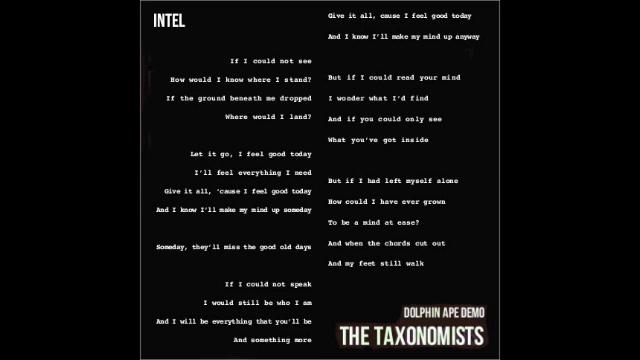 INTEL
If I could not see
How would I know where I stand?
If the ground beneath me dropped
Where would I land?
Let it go, I feel good today
I'll feel everything I need
Give it all, 'cause I feel good today
And I know I'll make my mind up someday
Someday, they'll miss the good old days
If I could not speak
I would still be who I am
And I will be everything that you'll be
And something more
Give it all, cause I feel good today
And I know I'll make my mind up anyway
But if I could read your mind
I wonder what I'd find
And if you could only see
What you've got inside
But if I had left myself alone
How could I have ever grown
To be a mind at ease?
And when the chords cut out
And my feet still walk
DOLPHIN APE DEMO
THE TAXONOMISTS